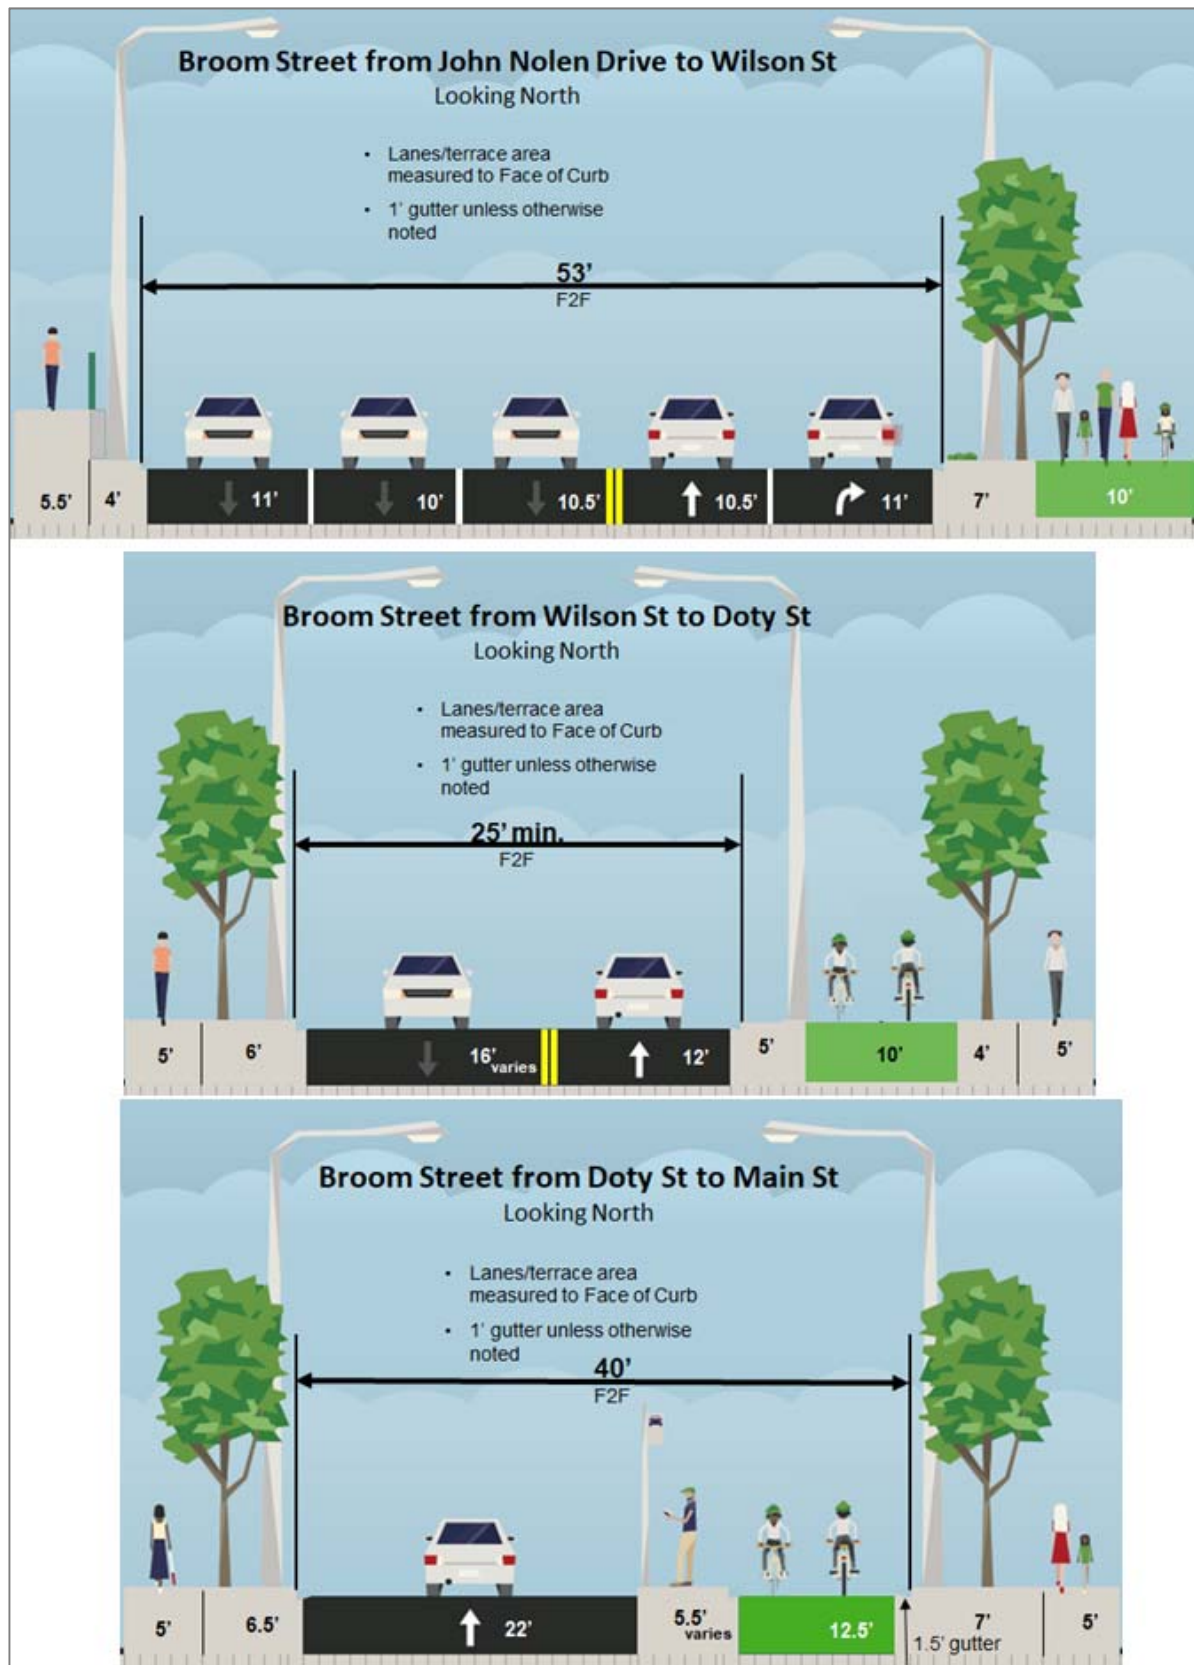 Broom Street from John Nolen Drive to Wilson St
Looking North
• Lanes/terrace area
measured to Face of Curb
• 1’ gutter unless otherwise
noted
53’
F2F
5.5’ 4’ 11’ 10’ 10.5’ 10.5’ 11’ 7’ 10’
Broom Street from Wilson St to Doty St
Looking North
• Lanes/terrace area
measured to Face of Curb
• 1’ gutter unless otherwise
noted
25’ min.
F2F
5’ 6’ 16’ 12’ 5’ 10’ 4’ 5’
varies
Broom Street from Doty St to Main St
Looking North
• Lanes/terrace area
measured to Face of Curb
• 1’ gutter unless otherwise
noted
40’
F2F
5’ 6.5’ 22’ 5.5’ 12.5’ 7’ 5’
varies
1.5’ gutter